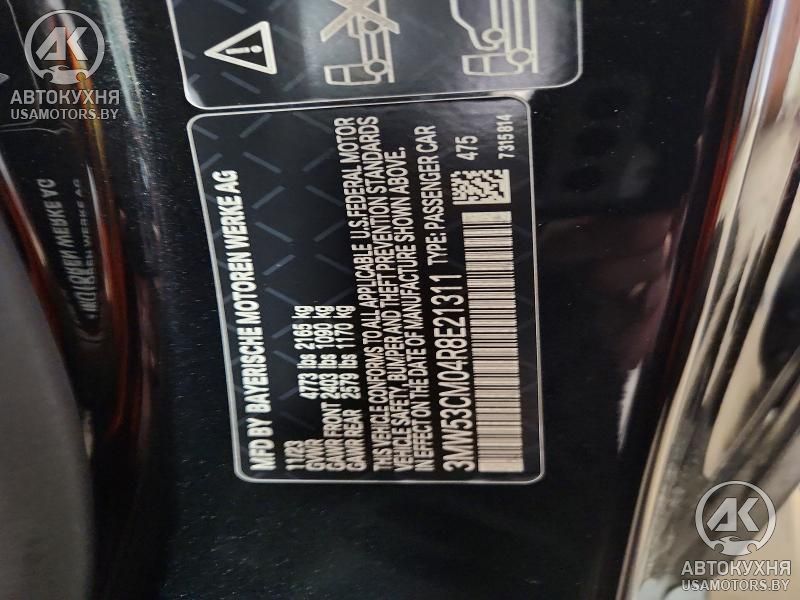 AK
АВТОКУХНЯ
USAMOTORS.BY
MFD BY BAYERISCHE MOTOREN WERKE AG
11/23
GVWR 4773 lbs 2165 kg
GAWR FRONT 2403 lbs 1090 kg
GAWR REAR 2579 lbs 1170 kg
THIS VEHICLE CONFORMS TO ALL APPLICABLE U.S. FEDERAL MOTOR
VEHICLE SAFETY, BUMPER AND THEFT PREVENTION STANDARDS
IN EFFECT ON THE DATE OF MANUFACTURE SHOWN ABOVE.
3MW53CM04R8E21311 TYPE: PASSENGER CAR
475
7315814
AK
АВТОКУХНЯ
USAMOTORS.BY